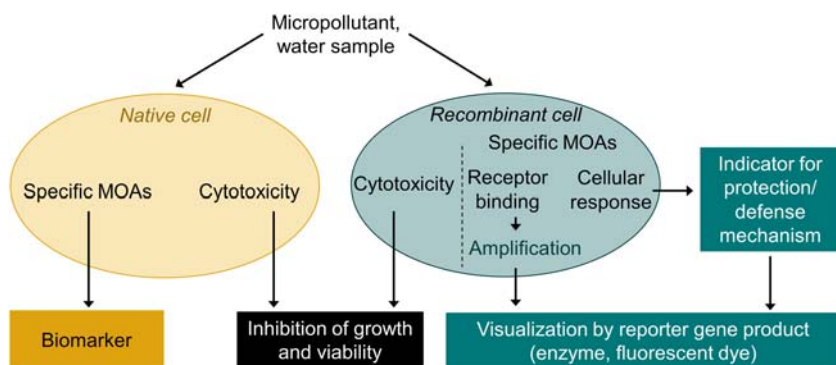 Micropollutant,
water sample
Native cell
Specific MOAs
Cytotoxicity
Recombinant cell
Specific MOAs
Cytotoxicity
Receptor
binding
Cellular
response
Amplification
Indicator for
protection/
defense
mechanism
Biomarker
Inhibition of growth
and viability
Visualization by reporter gene product
(enzyme, fluorescent dye)